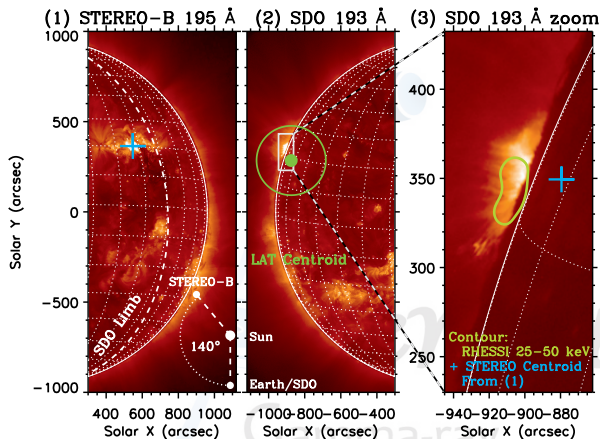 (1) STEREO-B 195 Å
(2) SDO 193 Å
(3) SDO 193 Å zoom
1000
500
0
-500
-1000
Solar Y (arcsec)
400
350
300
250
SDO Limb
STEREO-B
140°
Sun
Earth/SDO
LAT Centroid
Contour:
RHESSI 25-50 keV
+ STEREO Centroid
From (1)
400 600 800 1000
-1000 -800 -600 -400
-940 -920 -900 -880 -860
Solar X (arcsec)
Solar X (arcsec)
Solar X (arcsec)